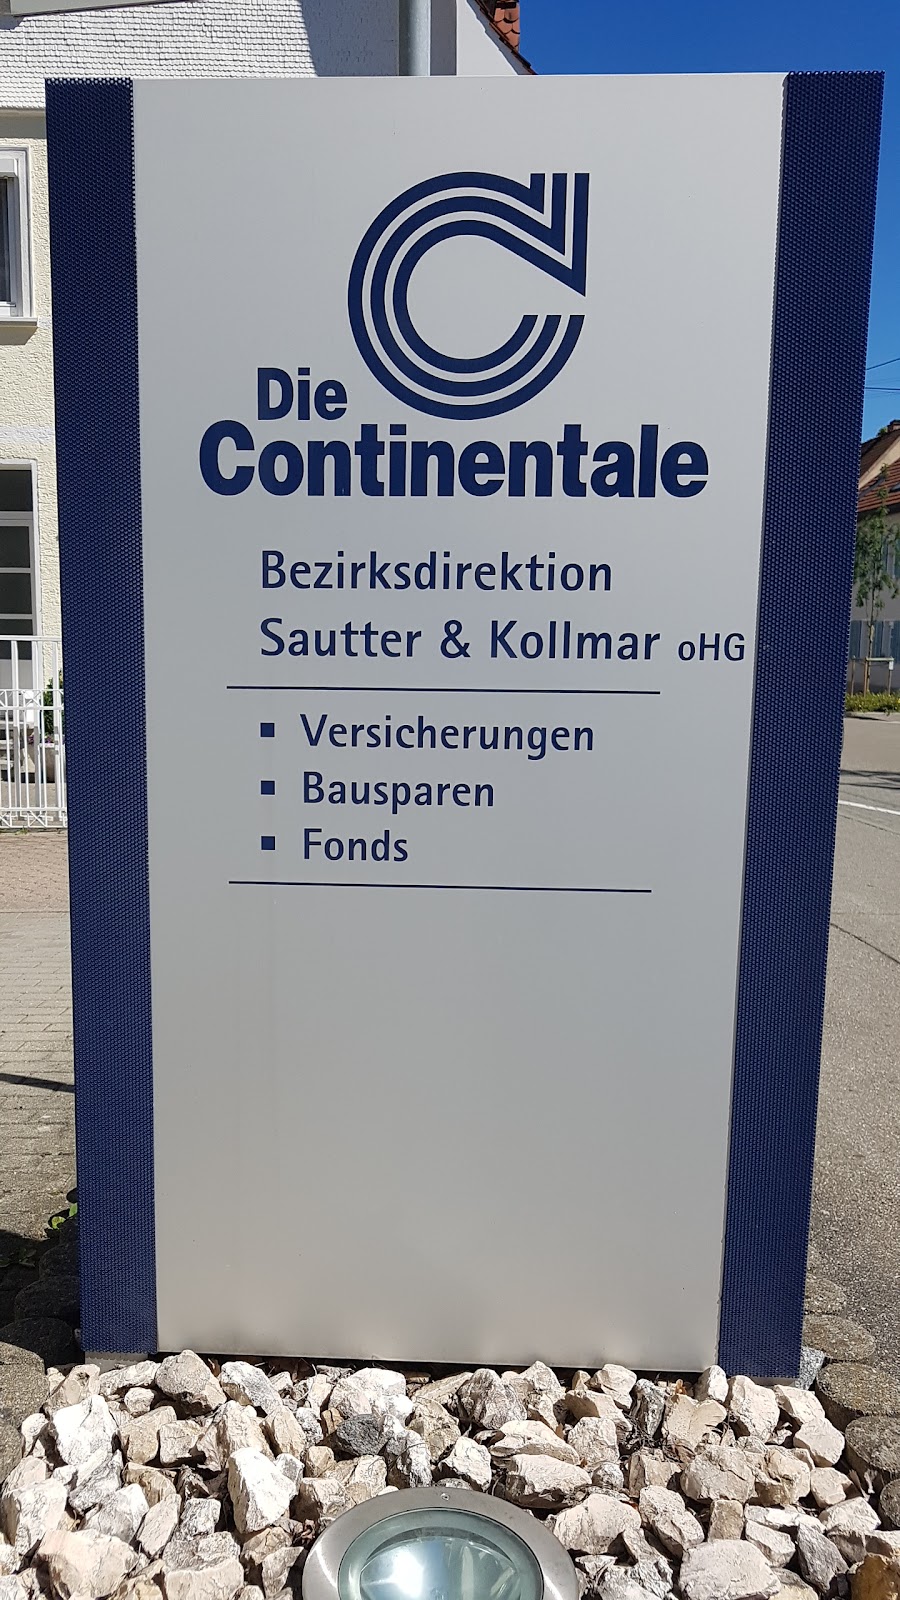 Die
Continentale
Bezirksdirektion
Sautter & Kollmar oHG
▪ Versicherungen
▪ Bausparen
▪ Fonds